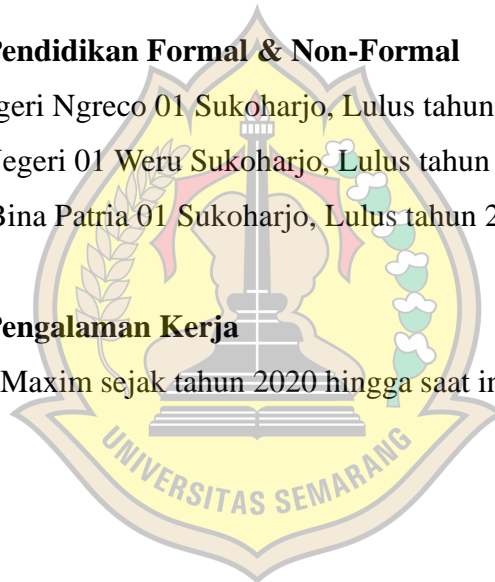 Pendidikan Formal & Non-Formal
geri Ngreco 01 Sukoharjo, Lulus tahun
Negeri 01 Weru Sukoharjo, Lulus tahun
Bina Patria 01 Sukoharjo, Lulus tahun 2
Pengalaman Kerja
Maxim sejak tahun 2020 hingga saat in
UNIVERSITAS SEMARANG